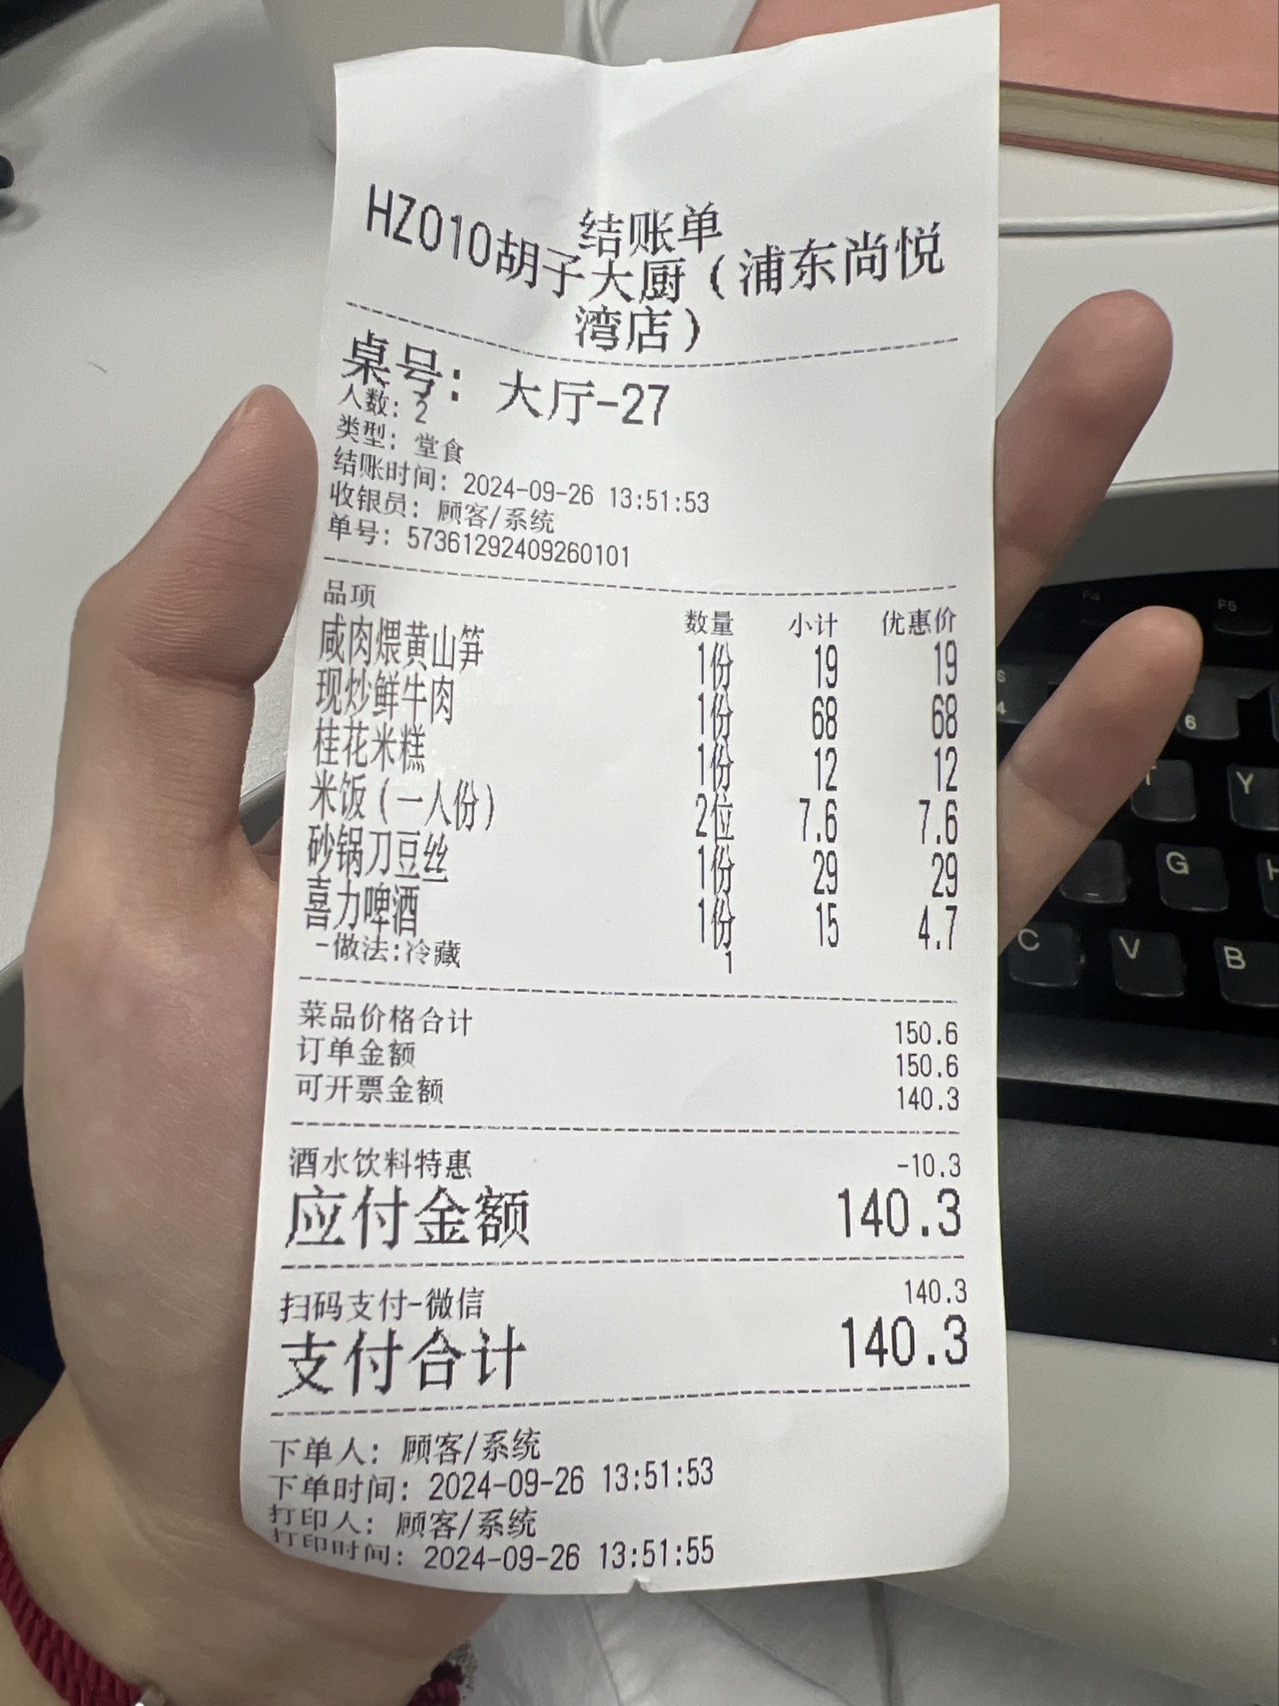 结账单
HZ010胡子大厨（浦东尚悦
湾店）
桌号：大厅-27
人数：2
类型：堂食
结账时间：2024-09-26 13:51:53
收银员：顾客/系统
单号：57361292409260101
品项 数量 小计 优惠价
咸肉煨黄山笋 1份 19 19
现炒鲜牛肉 1份 68 68
桂花米糕 1份 12 12
米饭（一人份） 2位 7.6 7.6
砂锅刀豆丝 1份 29 29
喜力啤酒 1份 15 4.7
-做法:冷藏 1
菜品价格合计 150.6
订单金额 150.6
可开票金额 140.3
酒水饮料特惠 -10.3
应付金额 140.3
扫码支付-微信 140.3
支付合计 140.3
下单人：顾客/系统
下单时间：2024-09-26 13:51:53
打印人：顾客/系统
打印时间：2024-09-26 13:51:55
6
Y
G
C
V
B